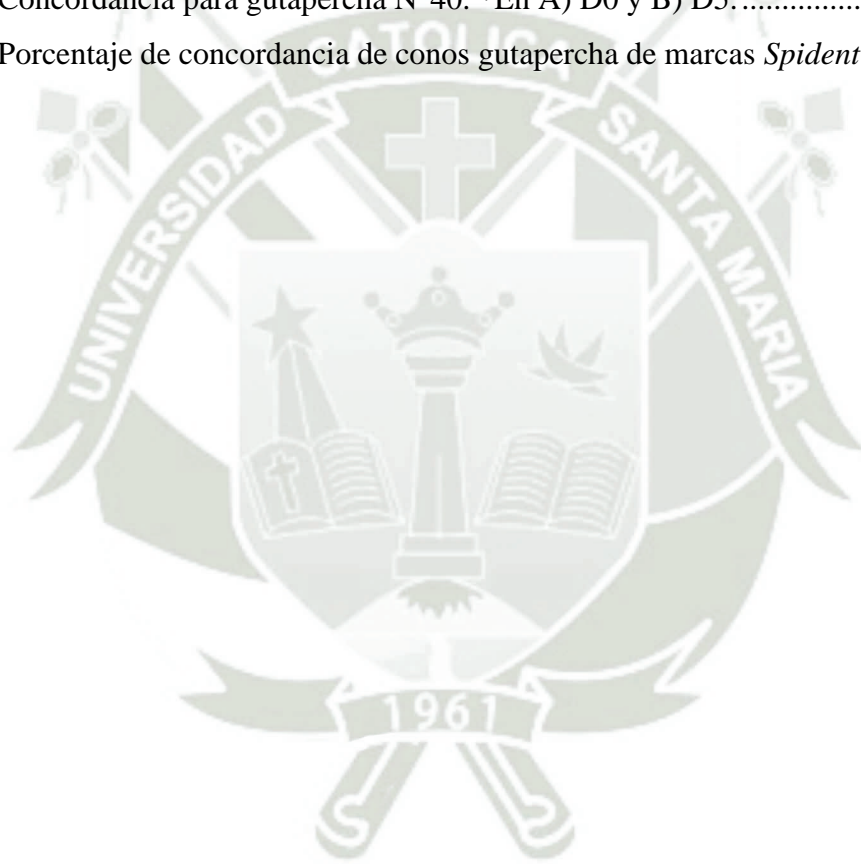 Concordancia para gutapercha N°40. *En A) D0 y B) D3. ...............
Porcentaje de concordancia de conos gutapercha de marcas Spident
UNIVERSIDAD CATOLICA SANTA MARIA
1961